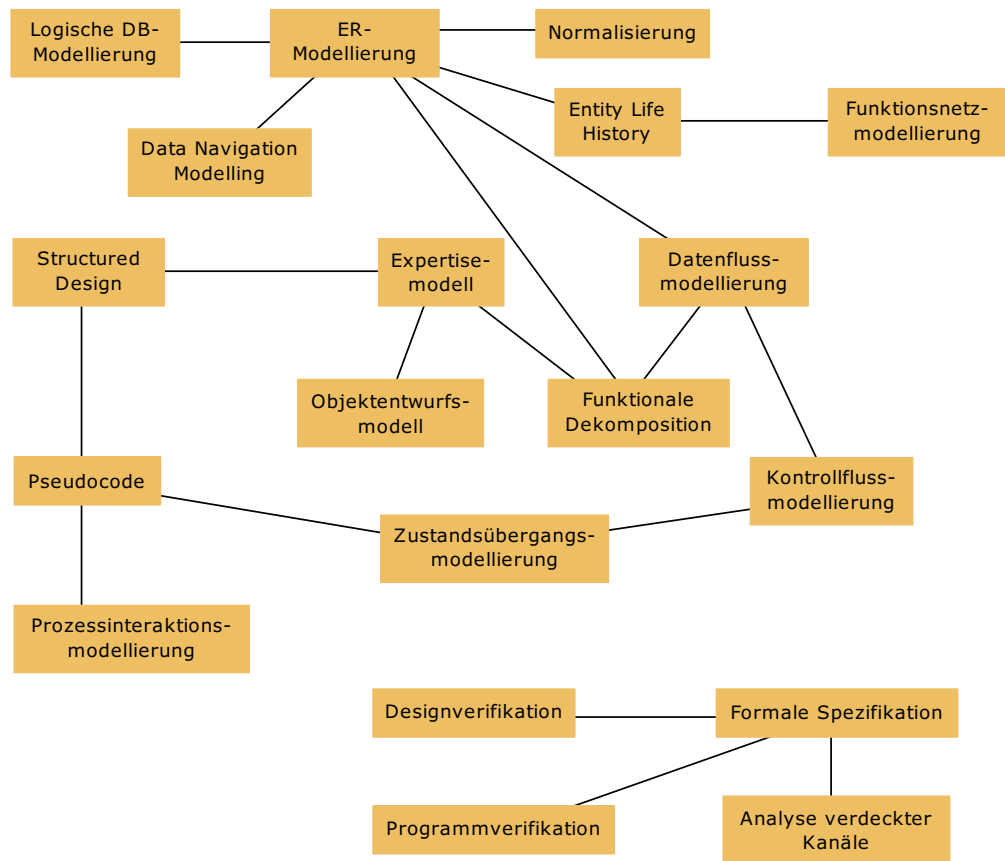 Logische DB-
Modellierung
ER-
Modellierung
Normalisierung
Entity Life
History
Funktionsnetz-
modellierung
Data Navigation
Modelling
Structured
Design
Expertise-
modell
Datenfluss-
modellierung
Objektentwurfs-
modell
Funktionale
Dekomposition
Pseudocode
Kontrollfluss-
modellierung
Zustandsübergangs-
modellierung
Prozessinteraktions-
modellierung
Designverifikation
Formale Spezifikation
Programmverifikation
Analyse verdeckter
Kanäle